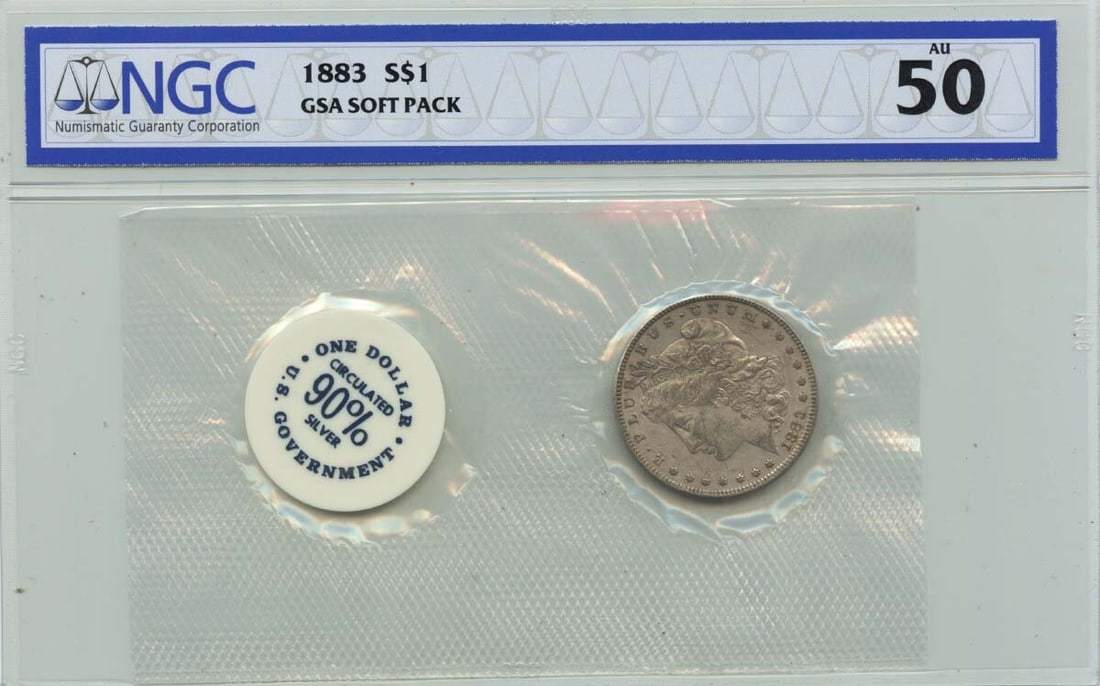 NGC
Numismatic Guaranty Corporation
1883 S$1
GSA SOFT PACK
AU
50
ONE DOLLAR
CIRCULATED
90%
SILVER
U.S. GOVERNMENT
E·PLURIBUS·UNUM
1883
NGC